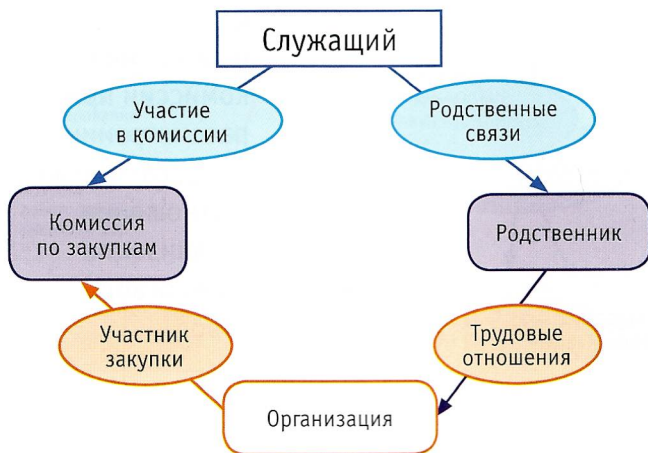 Служащий
Участие
в комиссии
Родственные
связи
Комиссия
по закупкам
Родственник
Участник
закупки
Трудовые
отношения
Организация